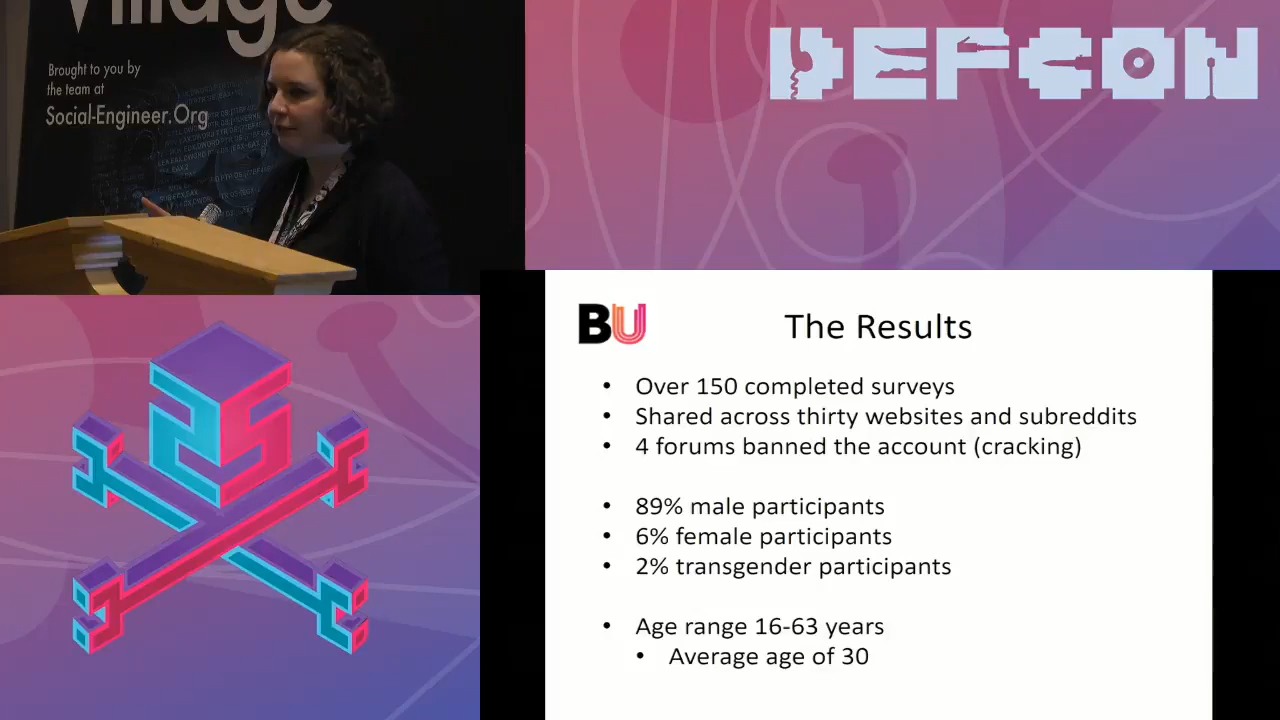 Village
Brought to you by
the team at
Social-Engineer.Org
DEFCON
BU
The Results
• Over 150 completed surveys
• Shared across thirty websites and subreddits
• 4 forums banned the account (cracking)
• 89% male participants
• 6% female participants
• 2% transgender participants
• Age range 16-63 years
• Average age of 30